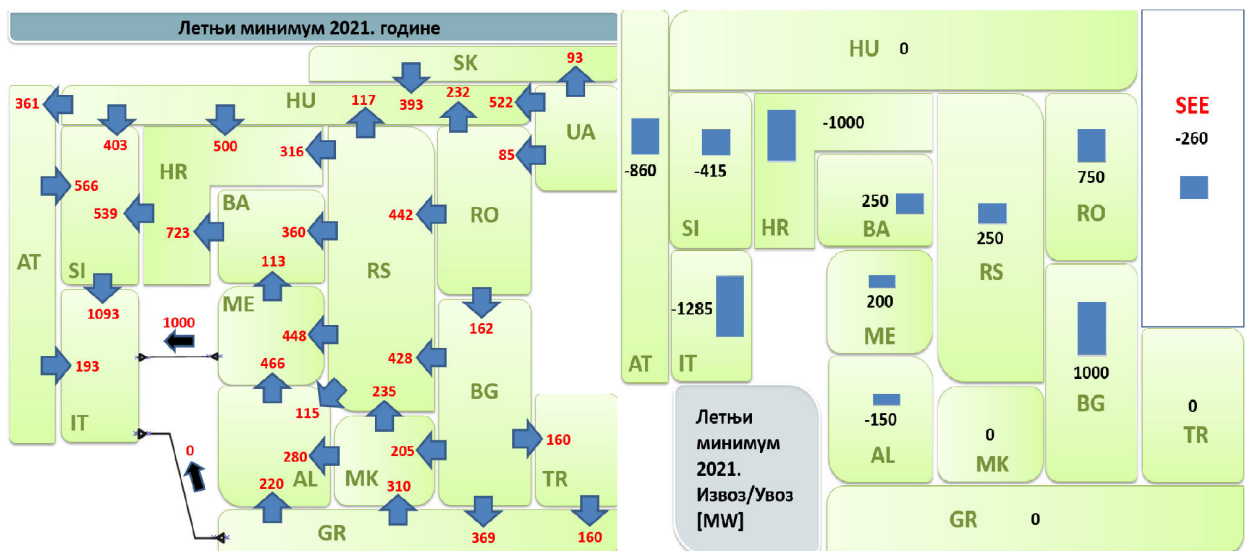 Летњи минимум 2021. године
SK
93
361
HU
117
393
232
522
UA
403
500
316
85
HR
566
BA
539
723
360
442
RO
AT
SI
113
RS
ME
1093
1000
162
448
428
193
466
235
BG
IT
115
0
160
280
MK
205
220
AL
310
TR
GR
369
160
HU 0
SEE
-260
-860
-415
-1000
250
750
SI
HR
BA
RO
250
RS
-1285
200
ME
AT
IT
1000
BG
-150
AL
0
MK
0
TR
Летњи
минимум
2021.
Извоз/Увоз
[MW]
GR 0